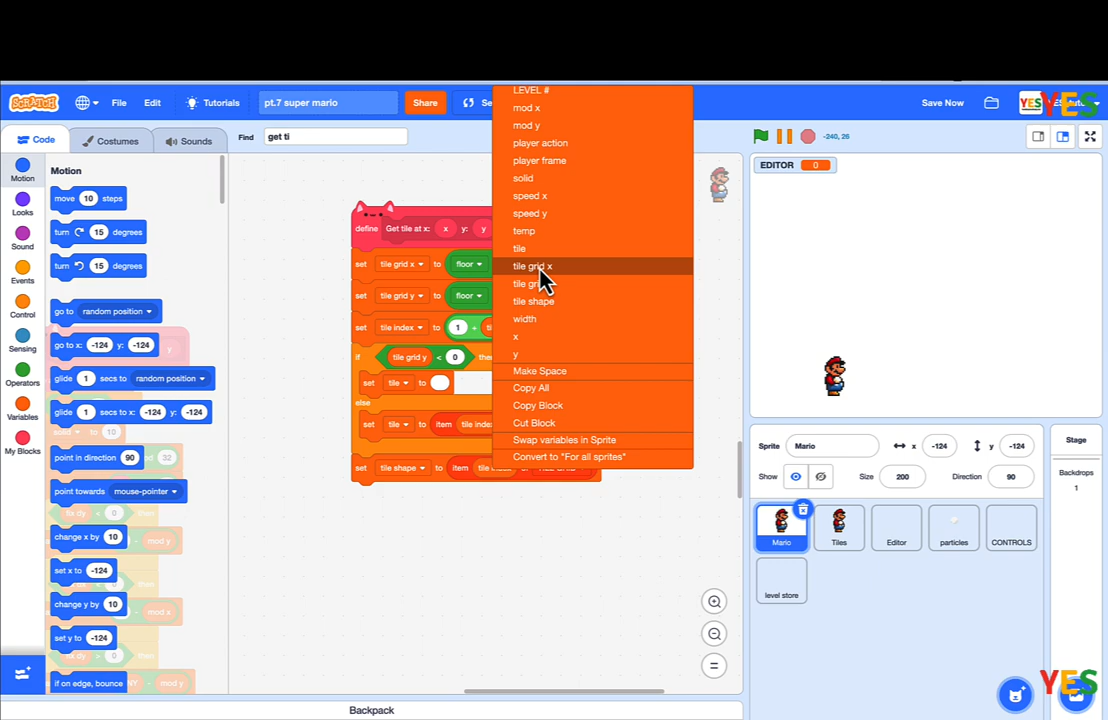 SCRATCH
File
Edit
Tutorials
pt.7 super mario
Share
Se
Save Now
YES
YES
Code
Costumes
Sounds
Find
get ti
-240, 26
Motion
Looks
Sound
Events
Control
Sensing
Operators
Variables
My Blocks
Motion
move 10 steps
turn 15 degrees
turn 15 degrees
go to random position
go to x: -124 y: -124
glide 1 secs to random position
glide 1 secs to x: -124 y: -124
point in direction 90
point towards mouse-pointer
change x by 10
set x to -124
change y by 10
set y to -124
if on edge, bounce
define Get tile at x: x y: y
set tile grid x to floor
set tile grid y to floor
set tile index to 1 +
if tile grid y < 0
set tile to
else
set tile to item
set tile shape to item
LEVEL #
mod x
mod y
player action
player frame
solid
speed x
speed y
temp
tile
tile grid x
tile shape
width
x
y
Make Space
Copy All
Copy Block
Cut Block
Swap variables in Sprite
Convert to "For all sprites"
EDITOR 0
Sprite
Mario
x
-124
y
-124
Show
Size
200
Direction
90
Stage
Backdrops
1
Mario
Tiles
Editor
particles
CONTROLS
level store
Backpack
YES